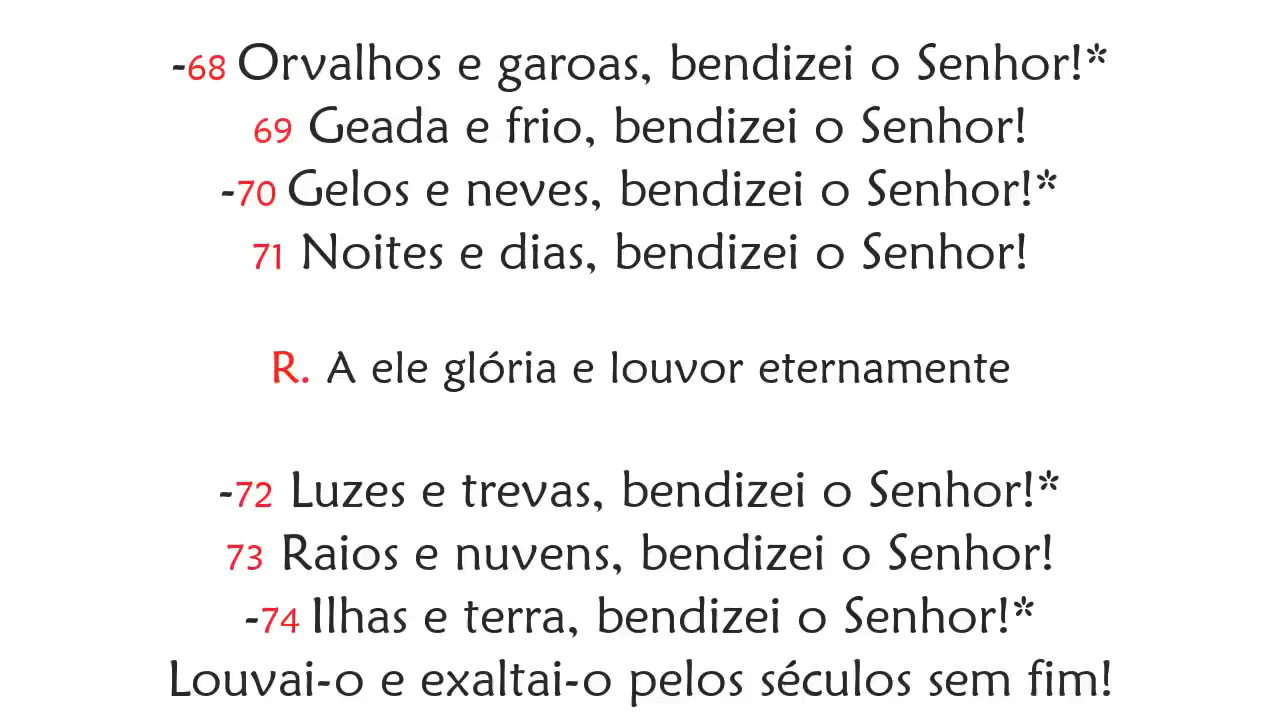 -68 Orvalhos e garoas, bendizei o Senhor!*
69 Geada e frio, bendizei o Senhor!
-70 Gelos e neves, bendizei o Senhor!*
71 Noites e dias, bendizei o Senhor!
R. A ele glória e louvor eternamente
-72 Luzes e trevas, bendizei o Senhor!*
73 Raios e nuvens, bendizei o Senhor!
-74 Ilhas e terra, bendizei o Senhor!*
Louvai-o e exaltai-o pelos séculos sem fim!